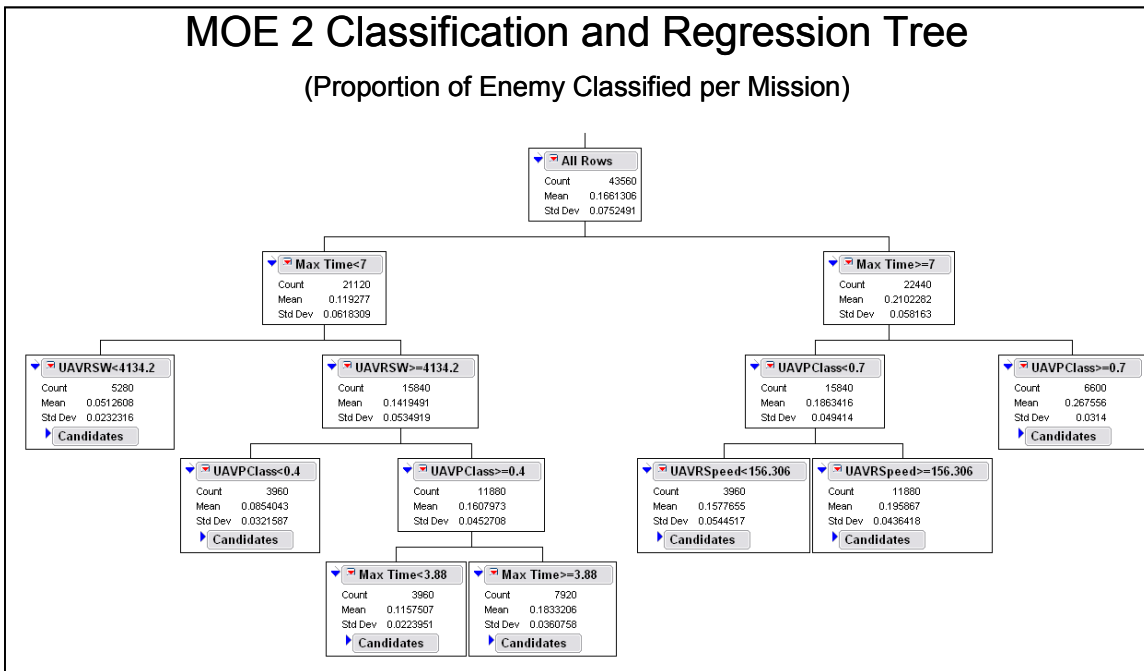 MOE 2 Classification and Regression Tree
(Proportion of Enemy Classified per Mission)
All Rows
Count 43560
Mean 0.1661306
Std Dev 0.0752491
Max Time<7
Count 21120
Mean 0.119277
Std Dev 0.0618309
Max Time>=7
Count 22440
Mean 0.2102282
Std Dev 0.058163
UAVRSW<4134.2
Count 5280
Mean 0.0512608
Std Dev 0.0232316
Candidates
UAVRSW>=4134.2
Count 15840
Mean 0.1419491
Std Dev 0.0534919
UAVPClass<0.7
Count 15840
Mean 0.1863416
Std Dev 0.049414
UAVPClass>=0.7
Count 6600
Mean 0.267556
Std Dev 0.0314
Candidates
UAVPClass<0.4
Count 3960
Mean 0.0854043
Std Dev 0.0321587
Candidates
UAVPClass>=0.4
Count 11880
Mean 0.1607973
Std Dev 0.0452708
UAVRSpeed<156.306
Count 3960
Mean 0.1577655
Std Dev 0.0544517
Candidates
UAVRSpeed>=156.306
Count 11880
Mean 0.195867
Std Dev 0.0436418
Candidates
Max Time<3.88
Count 3960
Mean 0.1157507
Std Dev 0.0223951
Candidates
Max Time>=3.88
Count 7920
Mean 0.1833206
Std Dev 0.0360758
Candidates